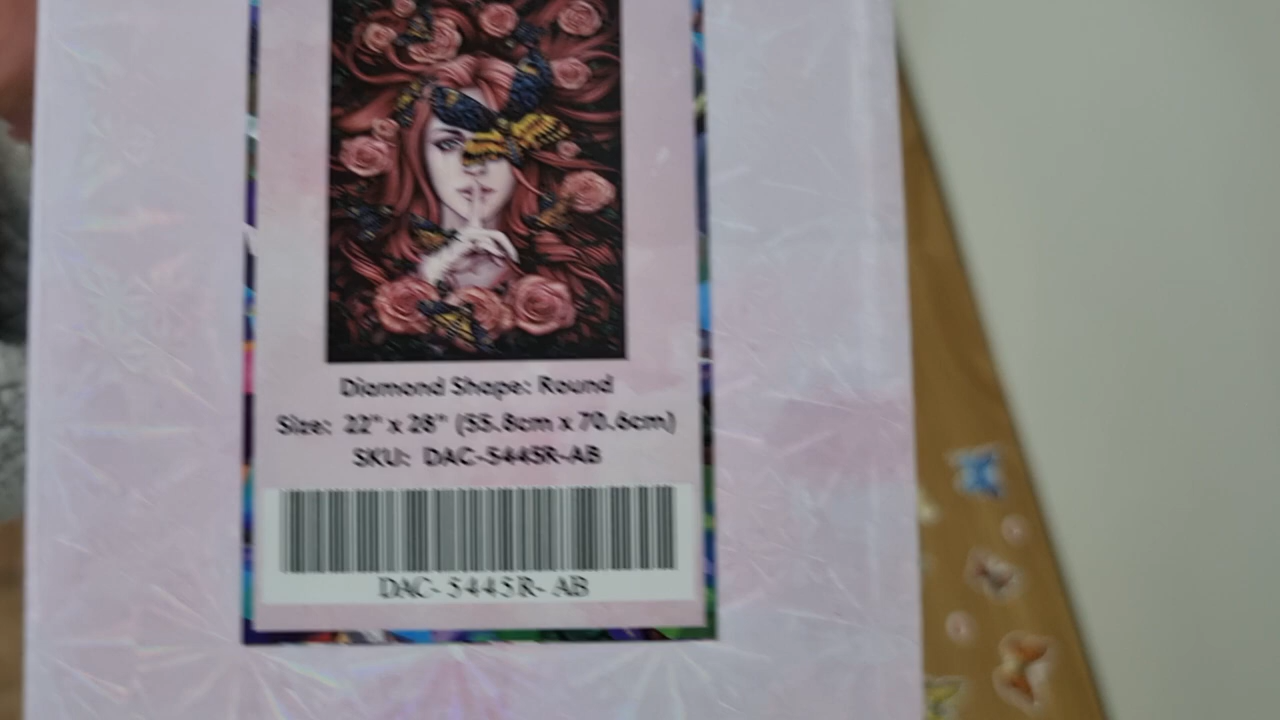 Diamond Shape: Round
Size: 22" x 28" (55.8cm x 70.6cm)
SKU: DAC-5445R-AB
DAC- 5445R- AB